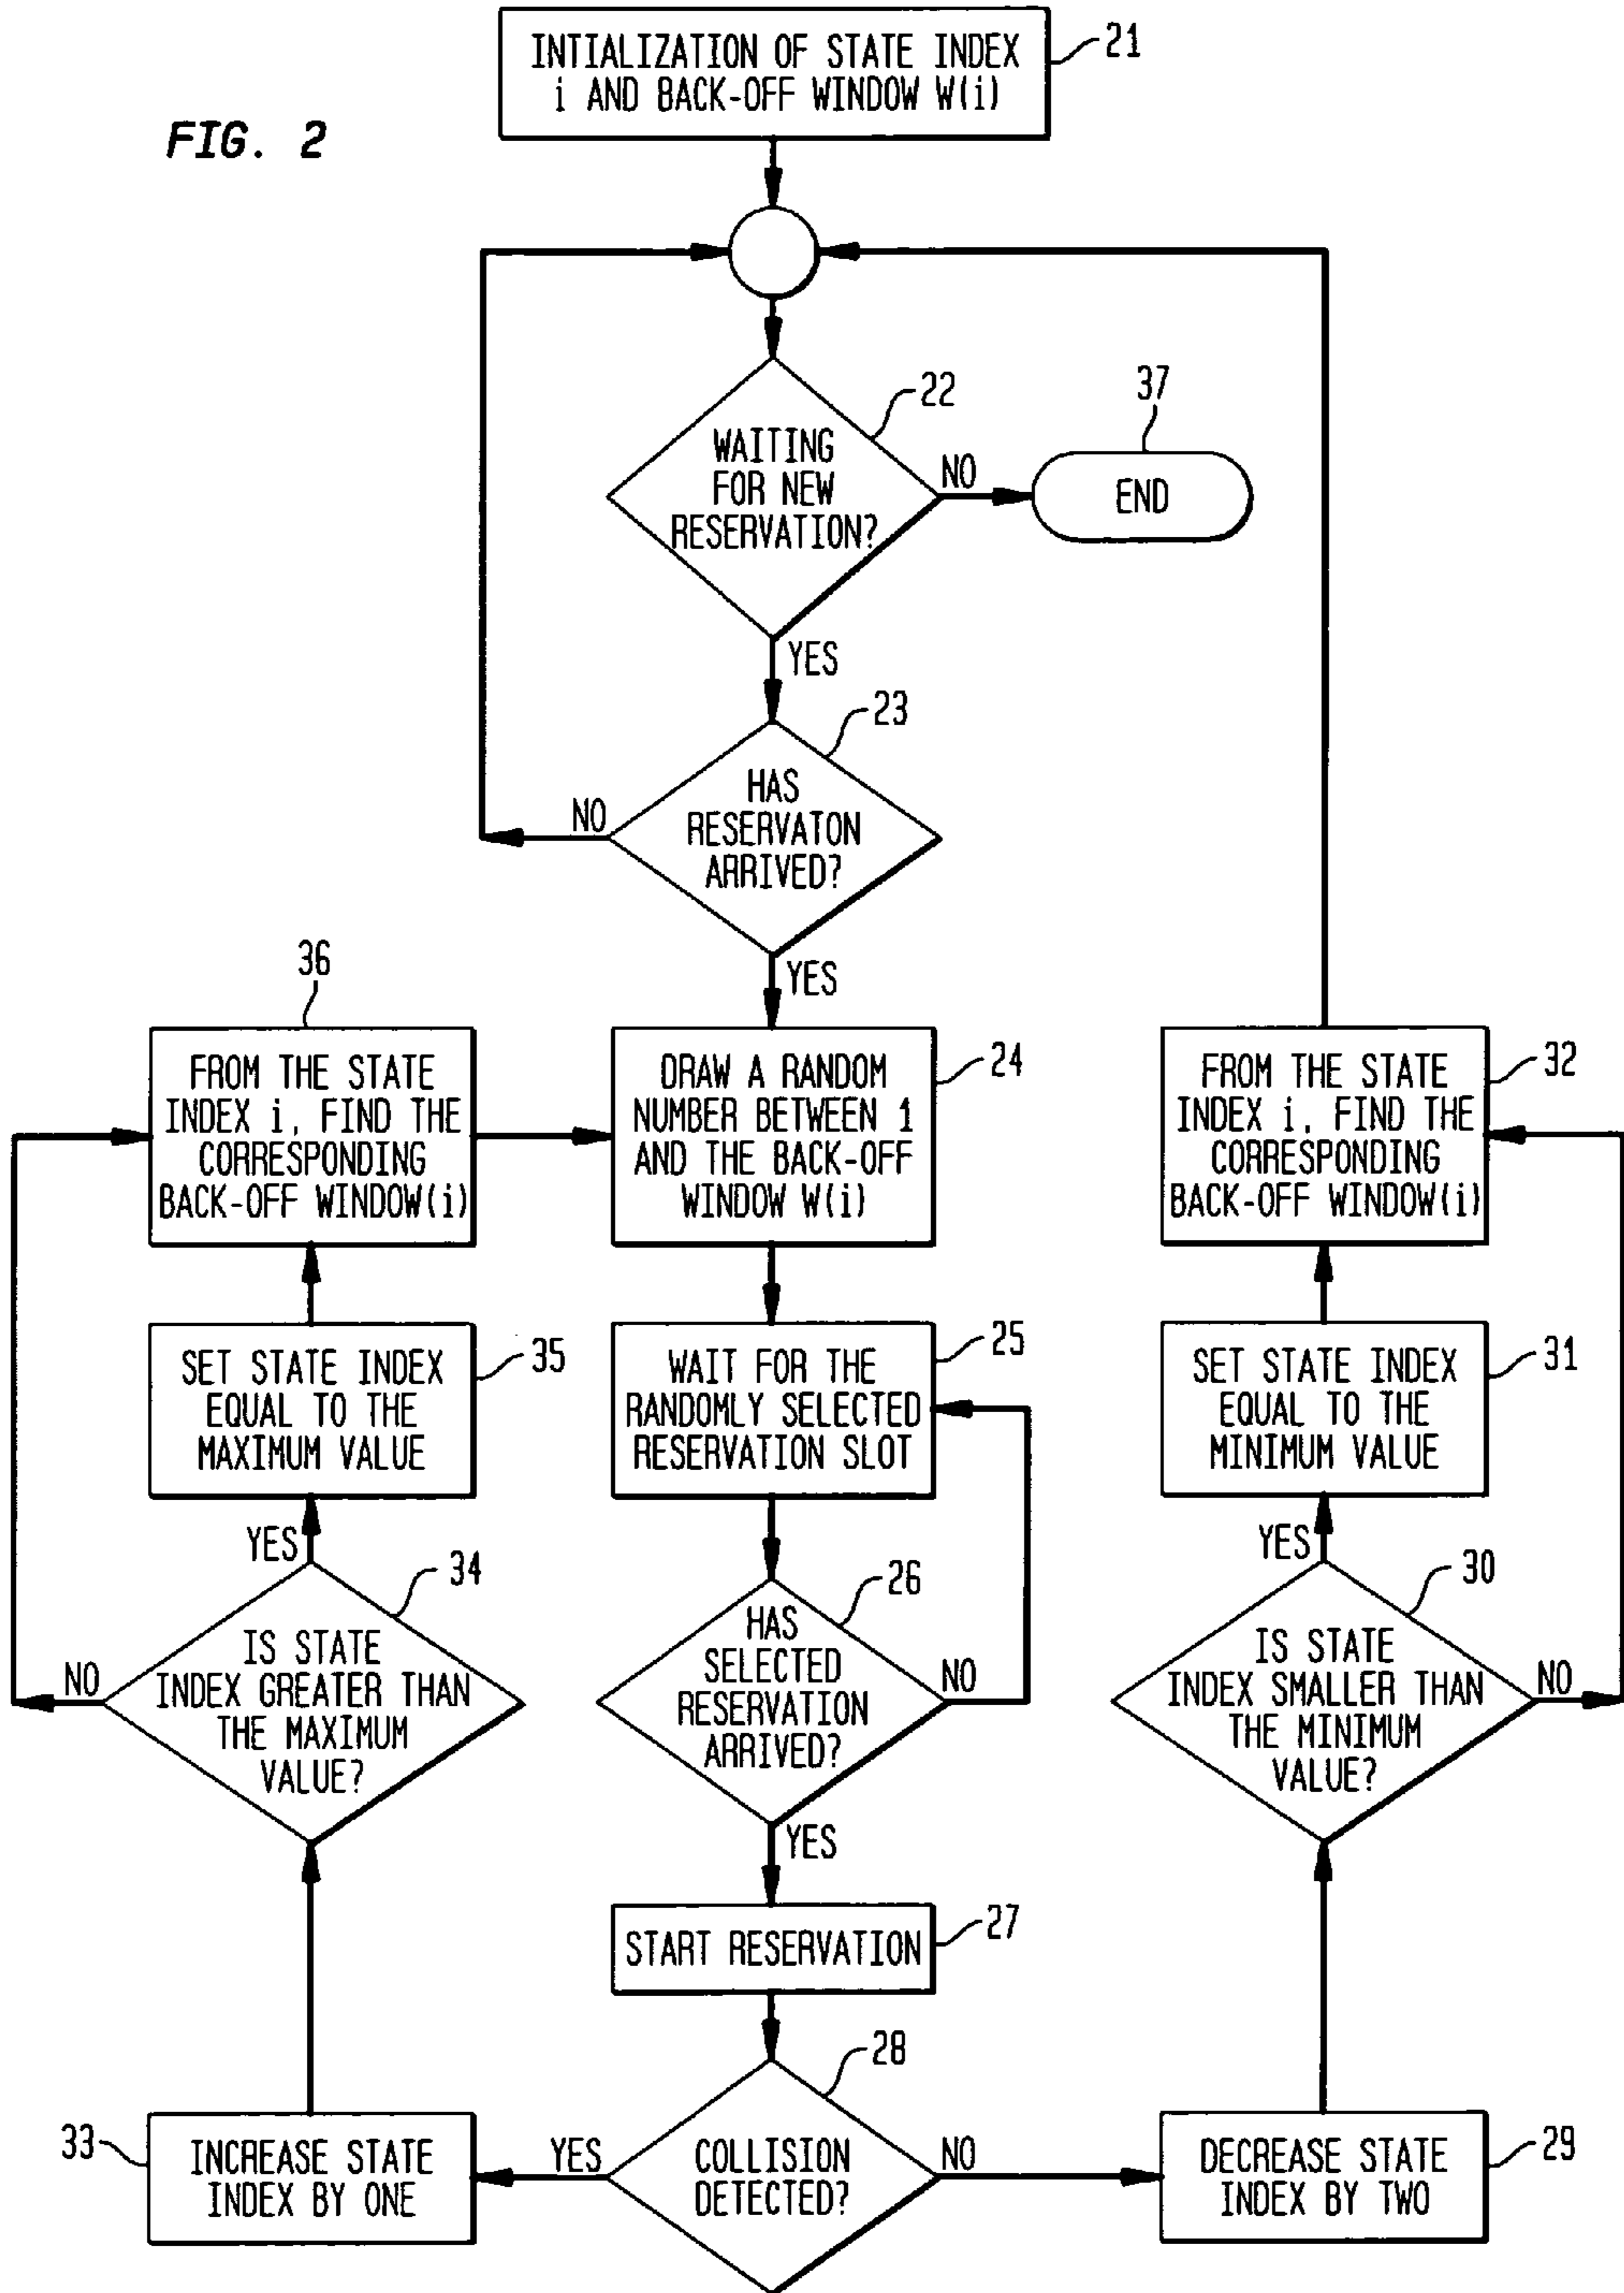 FIG. 2
INTIALIZATION OF STATE INDEX
i AND BACK-OFF WINDOW W(i)
21
WAITING
FOR NEW
RESERVATION?
22
NO
37
END
YES
HAS
RESERVATON
ARRIVED?
23
NO
YES
36
FROM THE STATE
INDEX i, FIND THE
CORRESPONDING
BACK-OFF WINDOW(i)
DRAW A RANDOM
NUMBER BETWEEN 1
AND THE BACK-OFF
WINDOW W(i)
24
FROM THE STATE
INDEX i, FIND THE
CORRESPONDING
BACK-OFF WINDOW(i)
32
SET STATE INDEX
EQUAL TO THE
MAXIMUM VALUE
35
WAIT FOR THE
RANDOMLY SELECTED
RESERVATION SLOT
25
SET STATE INDEX
EQUAL TO THE
MINIMUM VALUE
31
YES
34
IS STATE
INDEX GREATER THAN
THE MAXIMUM
VALUE?
NO
26
HAS
SELECTED
RESERVATION
ARRIVED?
NO
YES
YES
30
IS STATE
INDEX SMALLER THAN
THE MINIMUM
VALUE?
NO
START RESERVATION
27
28
COLLISION
DETECTED?
YES
NO
33
INCREASE STATE
INDEX BY ONE
DECREASE STATE
INDEX BY TWO
29